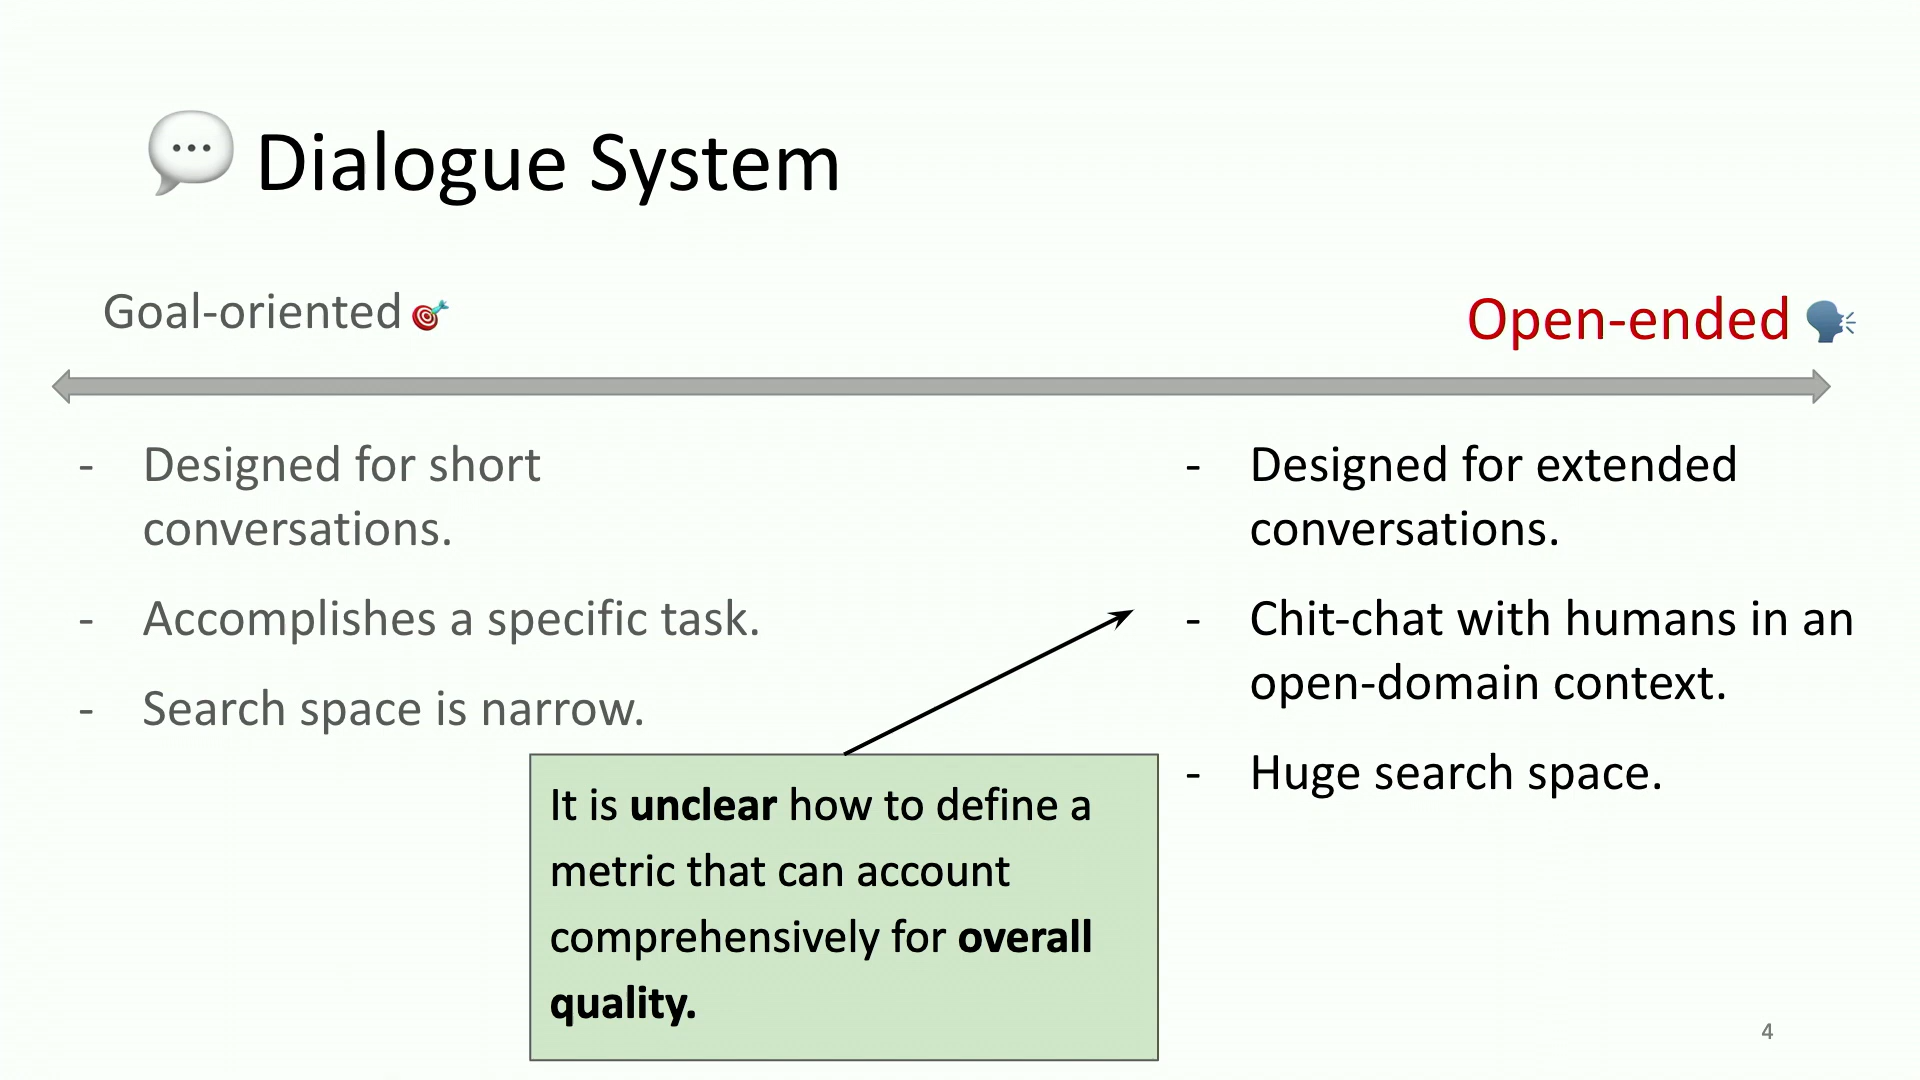 Dialogue System
Goal-oriented
Open-ended
- Designed for short
conversations.
- Accomplishes a specific task.
- Search space is narrow.
- Designed for extended
conversations.
- Chit-chat with humans in an
open-domain context.
- Huge search space.
It is unclear how to define a
metric that can account
comprehensively for overall
quality.
4